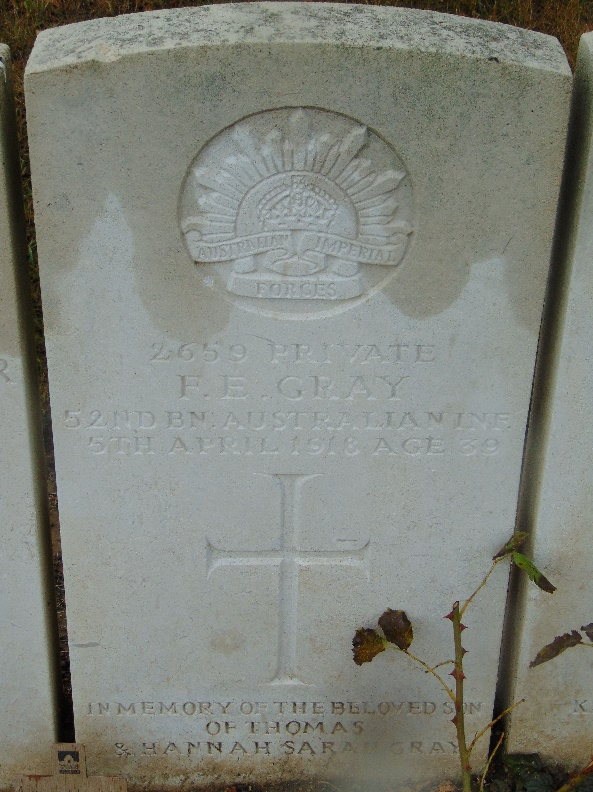 AUSTRALIAN IMPERIAL
FORCES
2659 PRIVATE
F.E. GRAY
52ND BN. AUSTRALIAN INF.
5TH APRIL 1918 AGE 39
IN MEMORY OF THE BELOVED SON
OF THOMAS
& HANNAH SARAH GRAY
R
K